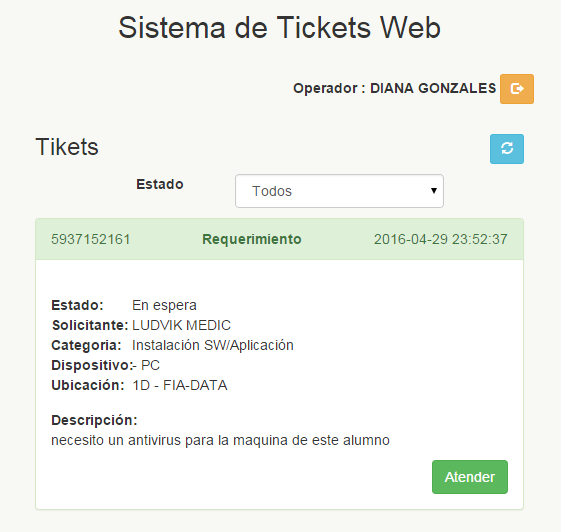 Sistema de Tickets Web
Operador : DIANA GONZALES
Tikets
Estado Todos
5937152161 Requerimiento 2016-04-29 23:52:37
Estado: En espera
Solicitante: LUDVIK MEDIC
Categoria: Instalación SW/Aplicación
Dispositivo:- PC
Ubicación: 1D - FIA-DATA
Descripción:
necesito un antivirus para la maquina de este alumno
Atender